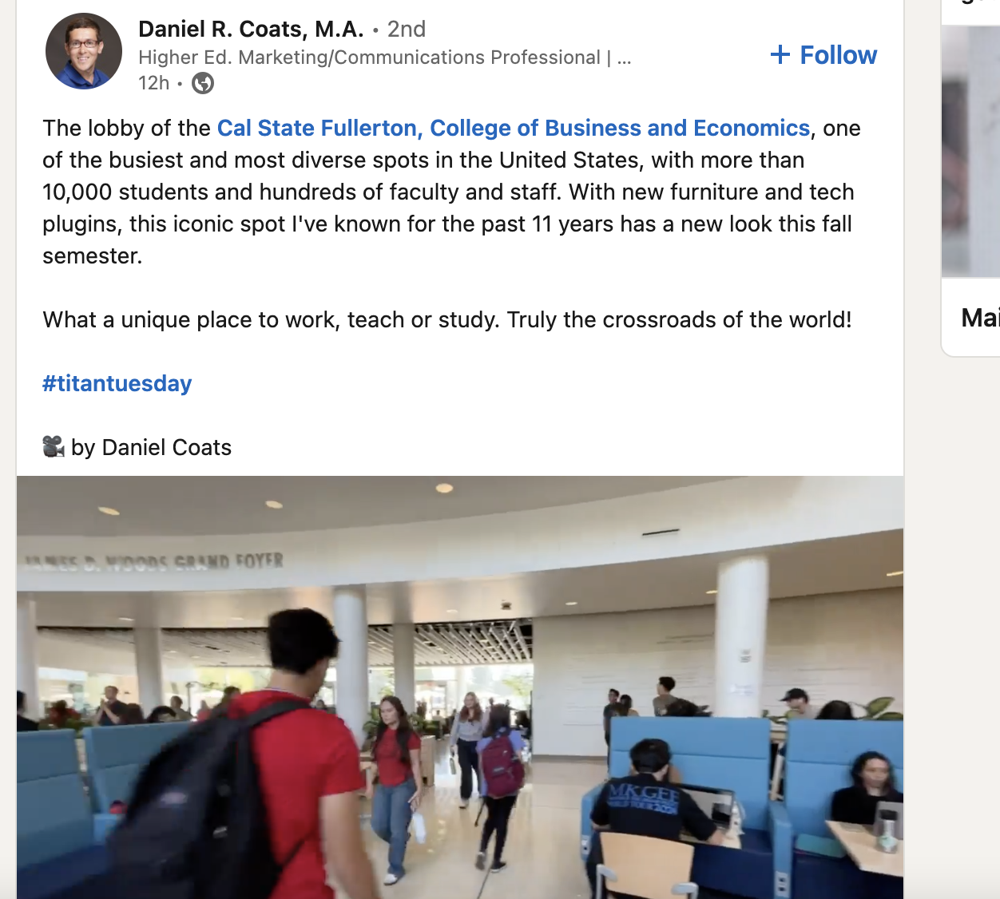 Daniel R. Coats, M.A. • 2nd
Higher Ed. Marketing/Communications Professional | ...
12h •
+ Follow
The lobby of the Cal State Fullerton, College of Business and Economics, one
of the busiest and most diverse spots in the United States, with more than
10,000 students and hundreds of faculty and staff. With new furniture and tech
plugins, this iconic spot I've known for the past 11 years has a new look this fall
semester.
What a unique place to work, teach or study. Truly the crossroads of the world!
#titantuesday
🎥 by Daniel Coats
JAMES D. WOODS GRAND FOYER
MK.GEE
Mai